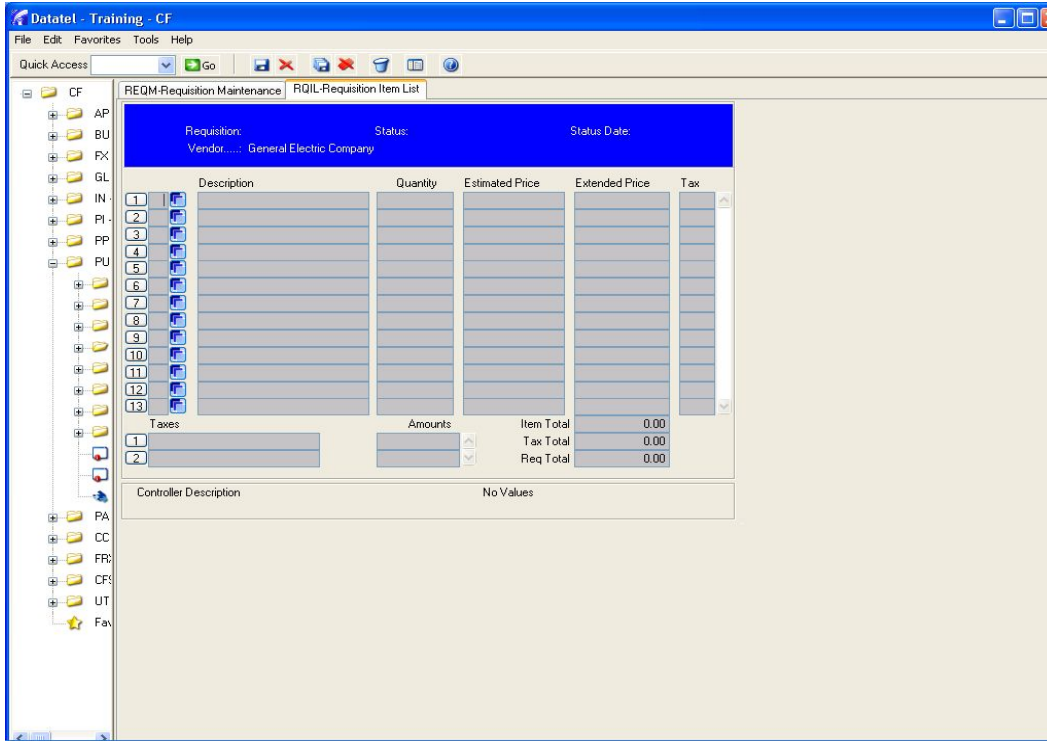 Datatel - Training - CF
File Edit Favorites Tools Help
Quick Access Go
CF
AP
BU
FX
GL
IN -
PI -
PP
PU
PA
CC
FR
CF
UT
Fav
REQM-Requisition Maintenance RQIL-Requisition Item List
Requisition: Status: Status Date:
Vendor.....: General Electric Company
Description Quantity Estimated Price Extended Price Tax
1
2
3
4
5
6
7
8
9
10
11
12
13
Taxes Amounts Item Total 0.00
1 Tax Total 0.00
2 Req Total 0.00
Controller Description No Values